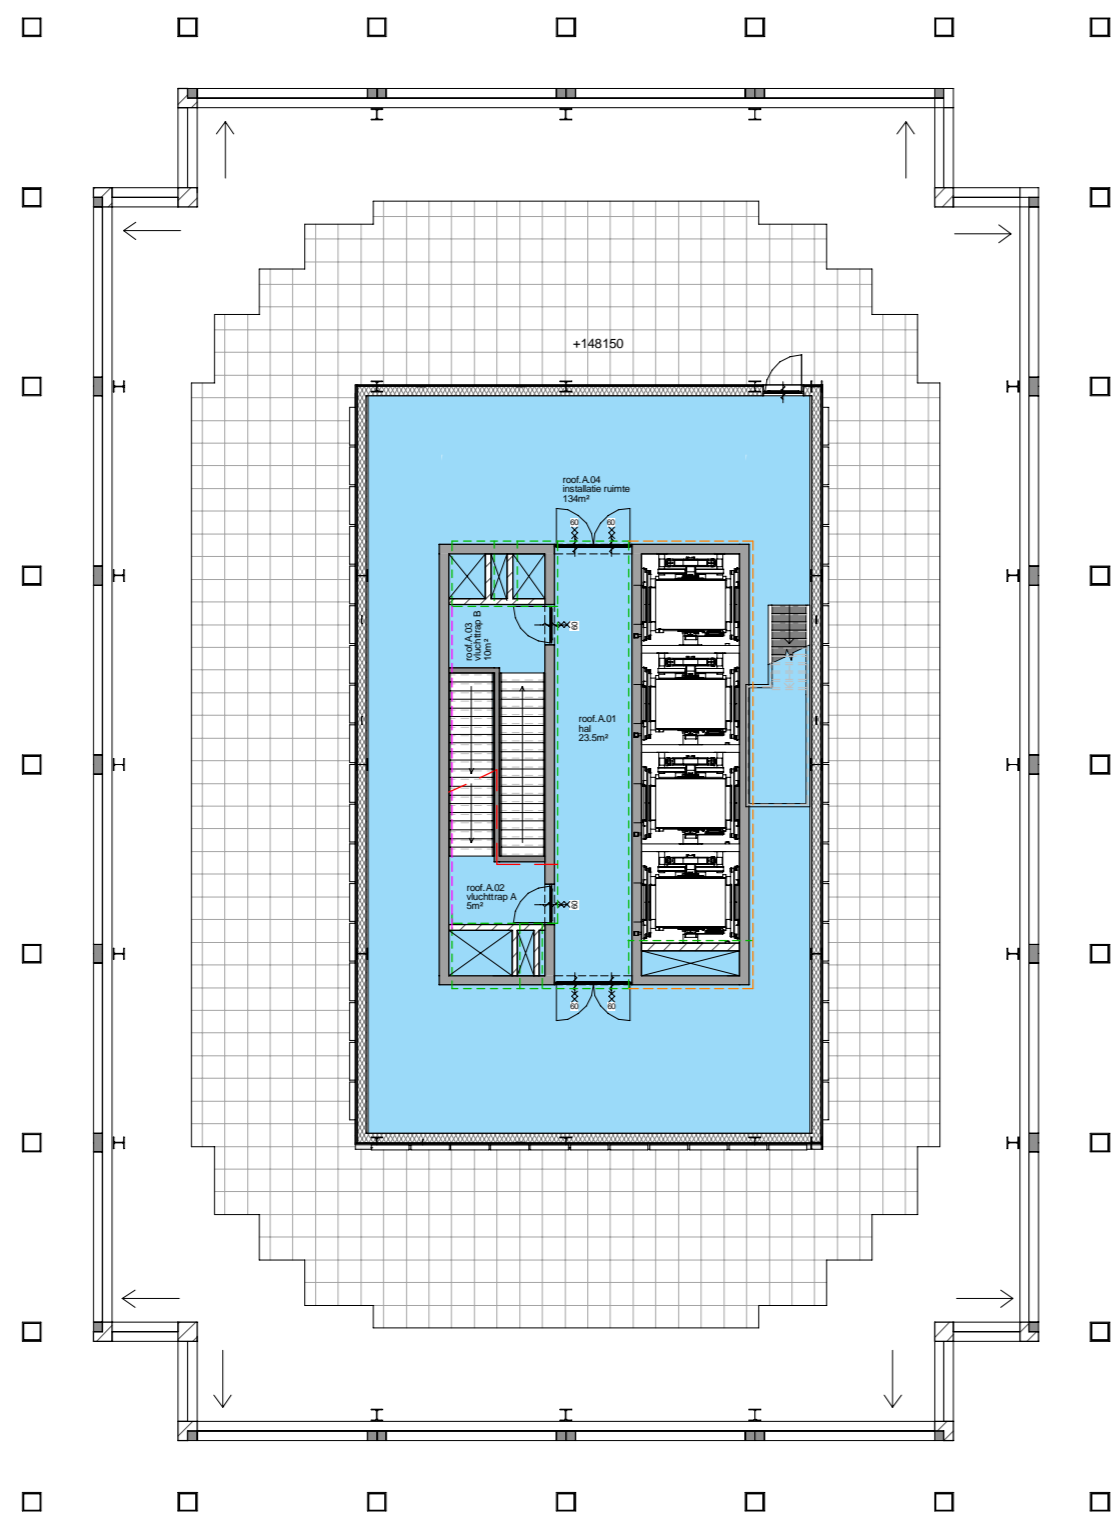 +148150
roof.A.04
installatie ruimte
134m²
60
60
roof.A.03
vluchttrap B
10m²
60
roof.A.01
hal
23.5m²
roof.A.02
vluchttrap A
5m²
60
60
60